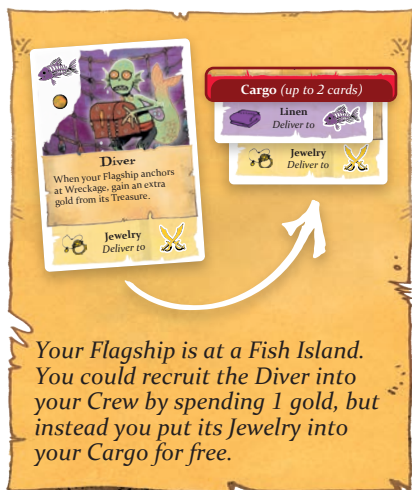 Cargo (up to 2 cards)
Linen
Deliver to
Jewelry
Deliver to
Diver
When your Flagship anchors
at Wreckage, gain an extra
gold from its Treasure.
Jewelry
Deliver to
Your Flagship is at a Fish Island.
You could recruit the Diver into
your Crew by spending 1 gold, but
instead you put its Jewelry into
your Cargo for free.